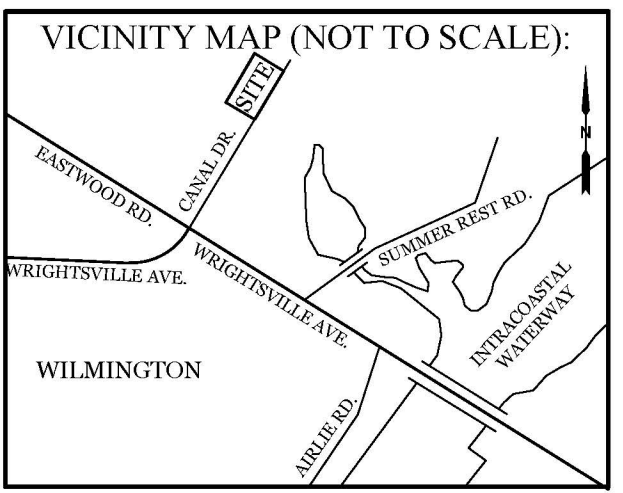 VICINITY MAP (NOT TO SCALE):
SITE
CANAL DR.
N
EASTWOOD RD.
SUMMER REST RD.
WRIGHTSVILLE AVE.
WRIGHTSVILLE AVE.
INTRACOASTAL
WATERWAY
WILMINGTON
AIRLIE RD.